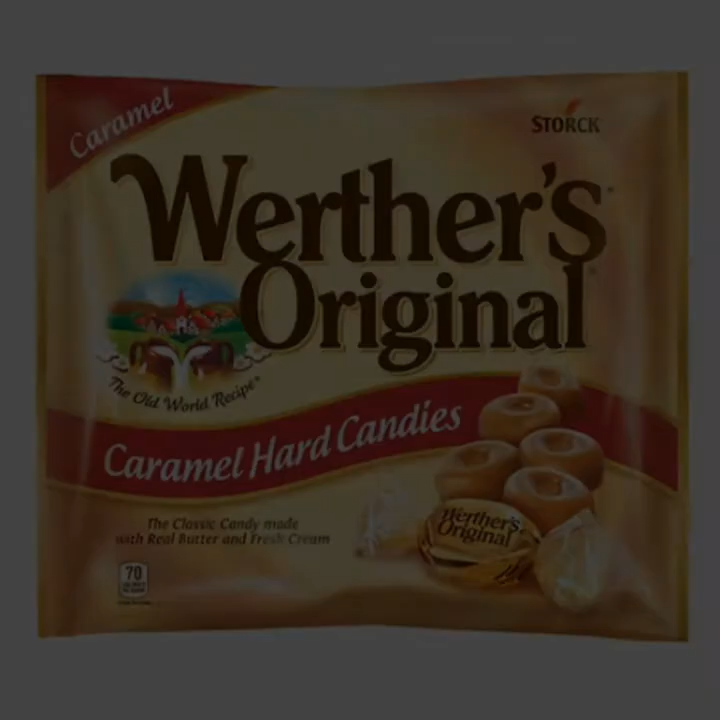 Caramel
STORCK
Werther's
Original
The Old World Recipe
Caramel Hard Candies
The Classic Candy made
with Real Butter and Fresh Cream
Werther's
Original
70